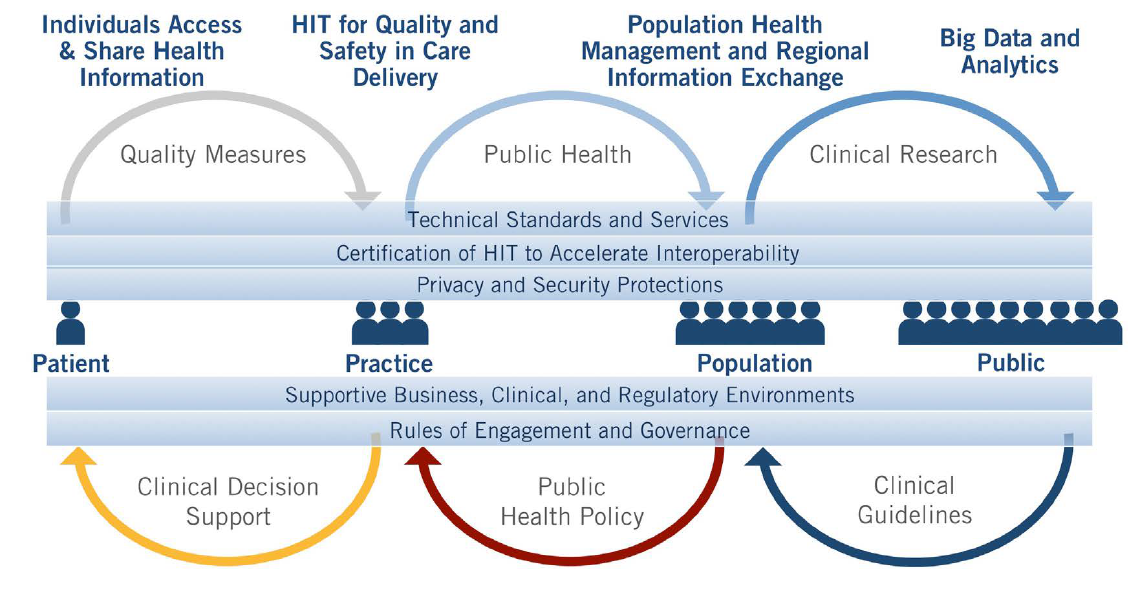 Individuals Access
& Share Health
Information
HIT for Quality and
Safety in Care
Delivery
Population Health
Management and Regional
Information Exchange
Big Data and
Analytics
Quality Measures
Public Health
Clinical Research
Technical Standards and Services
Certification of HIT to Accelerate Interoperability
Privacy and Security Protections
Patient
Practice
Population
Public
Supportive Business, Clinical, and Regulatory Environments
Rules of Engagement and Governance
Clinical Decision
Support
Public
Health Policy
Clinical
Guidelines